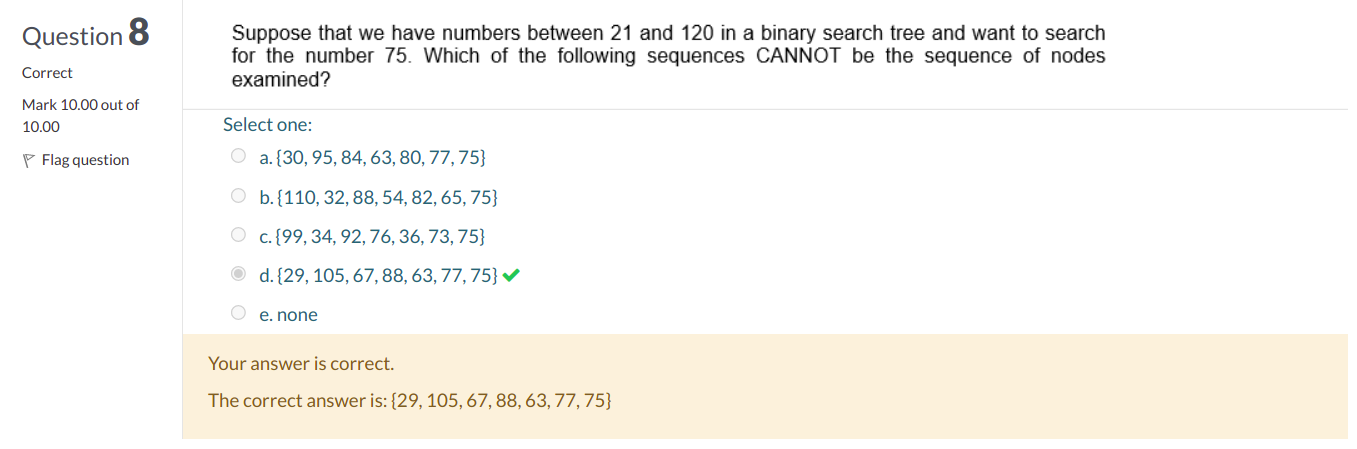 Question 8
Correct
Mark 10.00 out of
10.00
Flag question
Suppose that we have numbers between 21 and 120 in a binary search tree and want to search
for the number 75. Which of the following sequences CANNOT be the sequence of nodes
examined?
Select one:
a. {30, 95, 84, 63, 80, 77, 75}
b. {110, 32, 88, 54, 82, 65, 75}
c. {99, 34, 92, 76, 36, 73, 75}
d. {29, 105, 67, 88, 63, 77, 75}
e. none
Your answer is correct.
The correct answer is: {29, 105, 67, 88, 63, 77, 75}